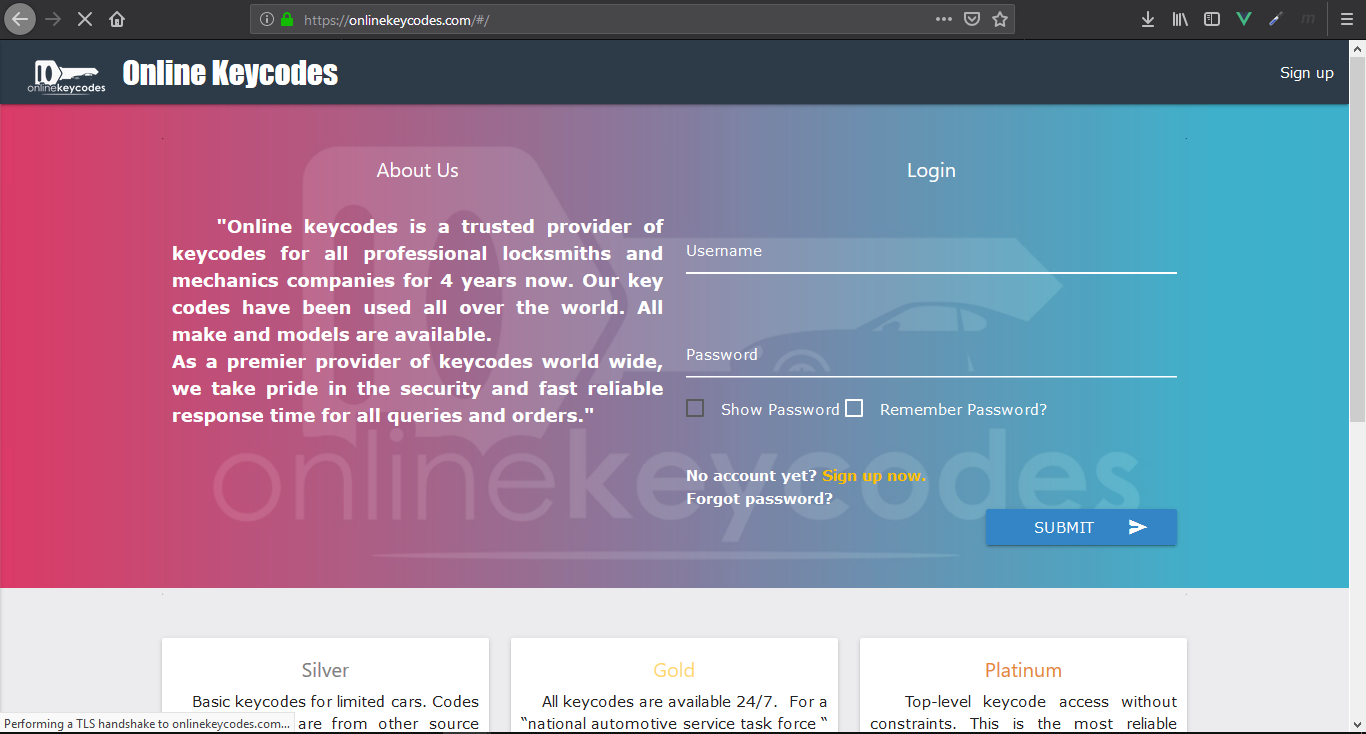 https://onlinekeycodes.com/#/
onlinekeycodes
Online Keycodes
Sign up
About Us
"Online keycodes is a trusted provider of
keycodes for all professional locksmiths and
mechanics companies for 4 years now. Our key
codes have been used all over the world. All
make and models are available.
As a premier provider of keycodes world wide,
we take pride in the security and fast reliable
response time for all queries and orders."
Login
Username
Password
Show Password
Remember Password?
No account yet? Sign up now.
Forgot password?
SUBMIT
onlinekeycodes
Silver
Basic keycodes for limited cars. Codes
are from other source
Gold
All keycodes are available 24/7. For a
“national automotive service task force “
Platinum
Top-level keycode access without
constraints. This is the most reliable
Performing a TLS handshake to onlinekeycodes.com...